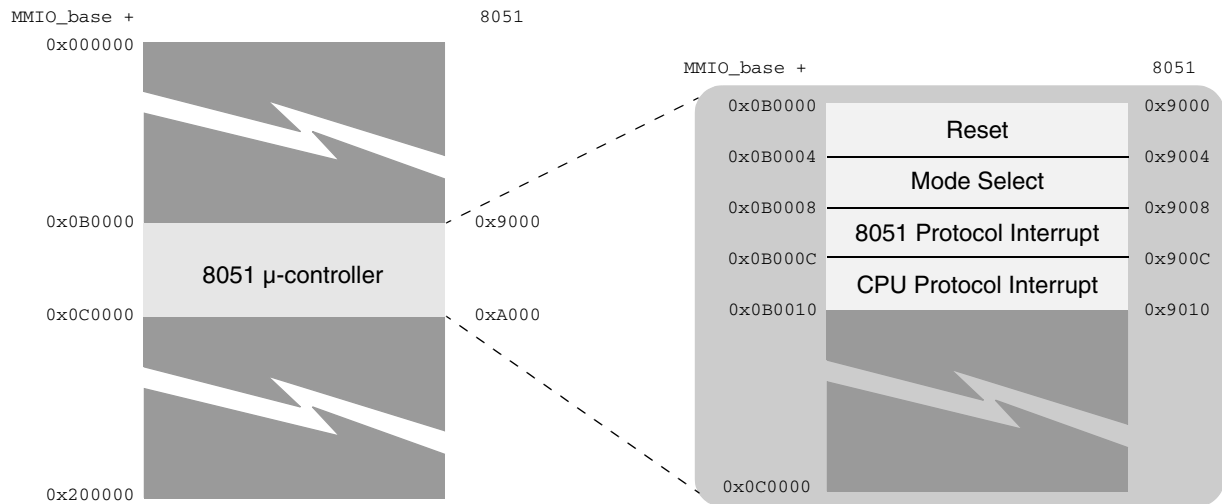 MMIO_base + 8051
0x000000
0x0B0000 0x9000
8051 μ-controller
0x0C0000 0xA000
0x200000
MMIO_base + 8051
0x0B0000 0x9000
Reset
0x0B0004 0x9004
Mode Select
0x0B0008 0x9008
8051 Protocol Interrupt
0x0B000C 0x900C
CPU Protocol Interrupt
0x0B0010 0x9010
0x0C0000